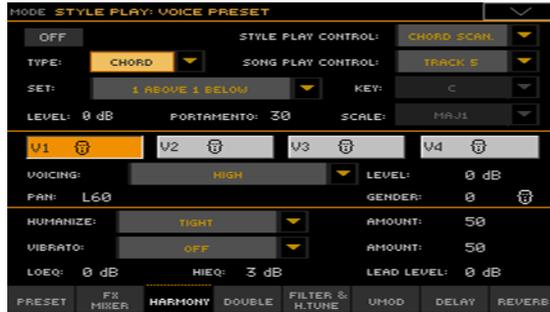 MODE STYLE PLAY: VOICE PRESET
OFF STYLE PLAY CONTROL: CHORD SCAN.
TYPE: CHORD SONG PLAY CONTROL: TRACK 5
SET: 1 ABOVE 1 BELOW KEY: C
LEVEL: 0 dB PORTAMENTO: 30 SCALE: MAJ1
V1 V2 V3 V4
VOICING: HIGH LEVEL: 0 dB
PAN: L60 GENDER: 0
HUMANIZE: TIGHT AMOUNT: 50
VIBRATO: OFF AMOUNT: 50
LOEQ: 0 dB HIEQ: 3 dB LEAD LEVEL: 0 dB
PRESET FX MIXER HARMONY DOUBLE FILTER & H.TUNE UMOD DELAY REVERB